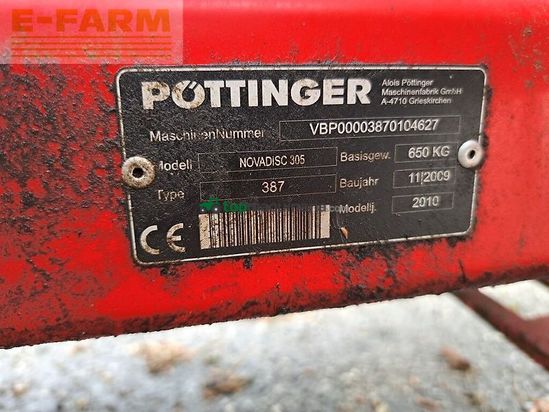 E-FARM
PÖTTINGER
Alois Pöttinger
Maschinenfabrik GmbH
A-4710 Grieskirchen
MaschinenNummer VBP00003870104627
Modell NOVADISC 305 Basisgew. 650 KG
Type 387 Baujahr 11|2009
Modellj. 2010
CE